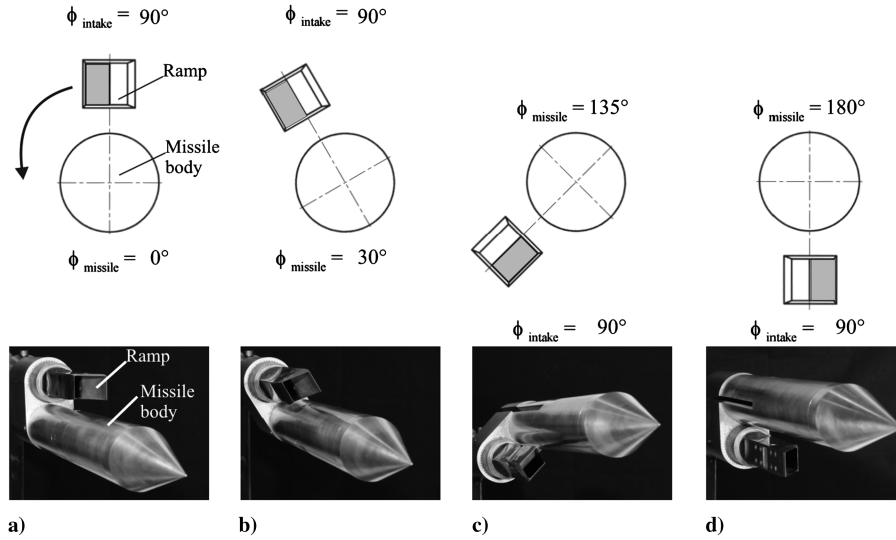 ϕ intake = 90°
Ramp
Missile
body
ϕ missile = 0°
Ramp
Missile
body
a)
ϕ intake = 90°
ϕ missile = 30°
b)
ϕ missile = 135°
ϕ intake = 90°
c)
ϕ missile = 180°
ϕ intake = 90°
d)